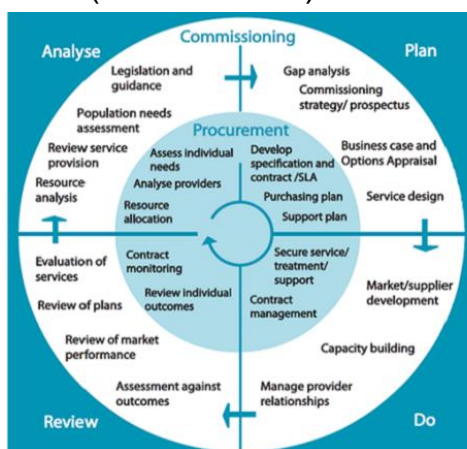 Analyse
Commissioning
Plan
Legislation and
guidance
Population needs
assessment
Review service
provision
Resource
analysis
Gap analysis
Commissioning
strategy/ prospectus
Business case and
Options Appraisal
Service design
Procurement
Assess individual
needs
Analyse providers
Resource
allocation
Develop
specification and
contract /SLA
Purchasing plan
Support plan
Contract
monitoring
Review individual
outcomes
Secure service/
treatment/
support
Contract
management
Evaluation of
services
Review of plans
Review of market
performance
Assessment against
outcomes
Market/supplier
development
Capacity building
Manage provider
relationships
Review
Do